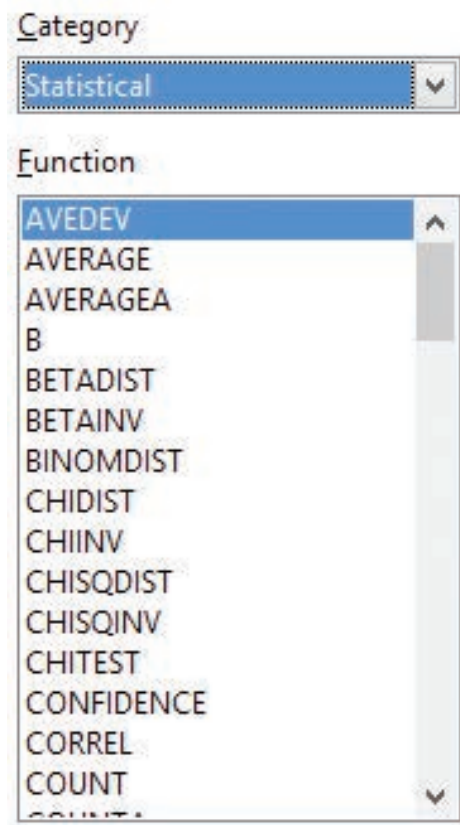 Category
Statistical
Function
AVEDEV
AVERAGE
AVERAGEA
B
BETADIST
BETAINV
BINOMDIST
CHIDIST
CHIINV
CHISQDIST
CHISQINV
CHITEST
CONFIDENCE
CORREL
COUNT